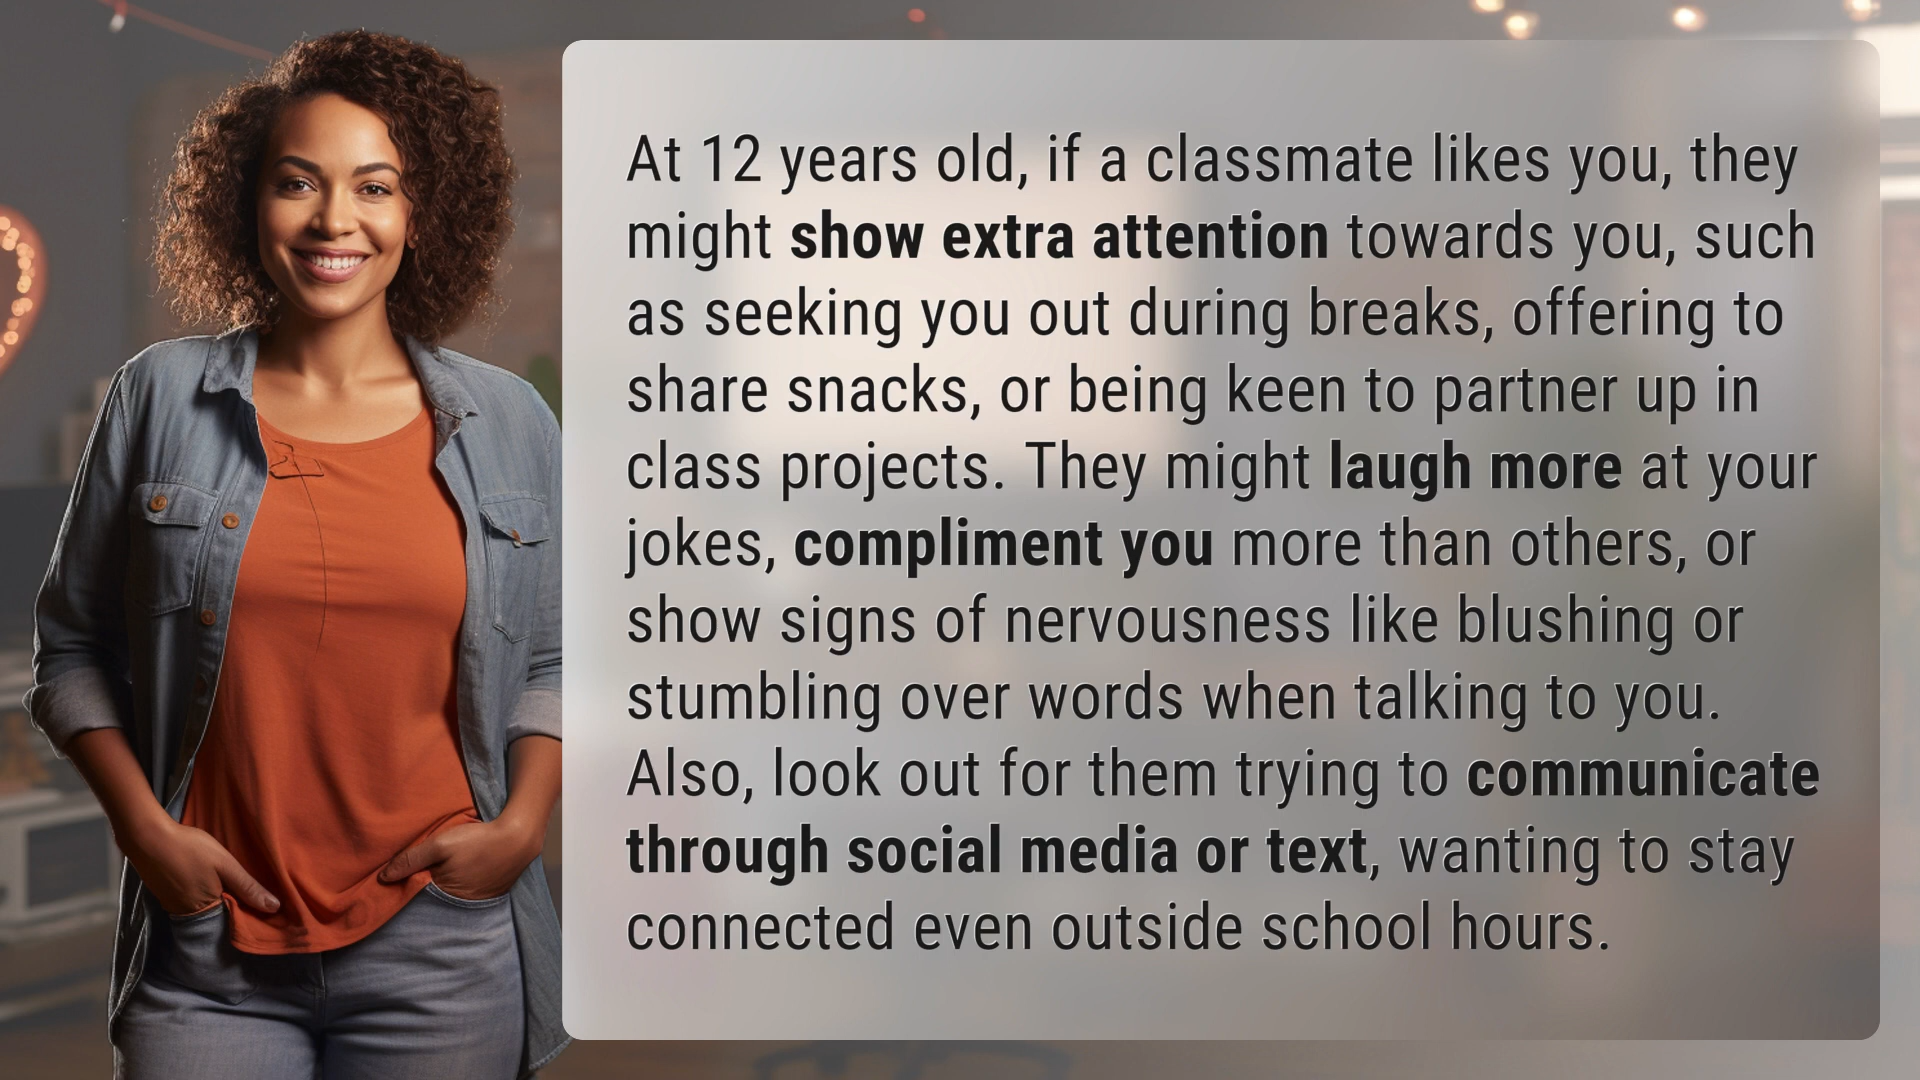 At 12 years old, if a classmate likes you, they
might show extra attention towards you, such
as seeking you out during breaks, offering to
share snacks, or being keen to partner up in
class projects. They might laugh more at your
jokes, compliment you more than others, or
show signs of nervousness like blushing or
stumbling over words when talking to you.
Also, look out for them trying to communicate
through social media or text, wanting to stay
connected even outside school hours.